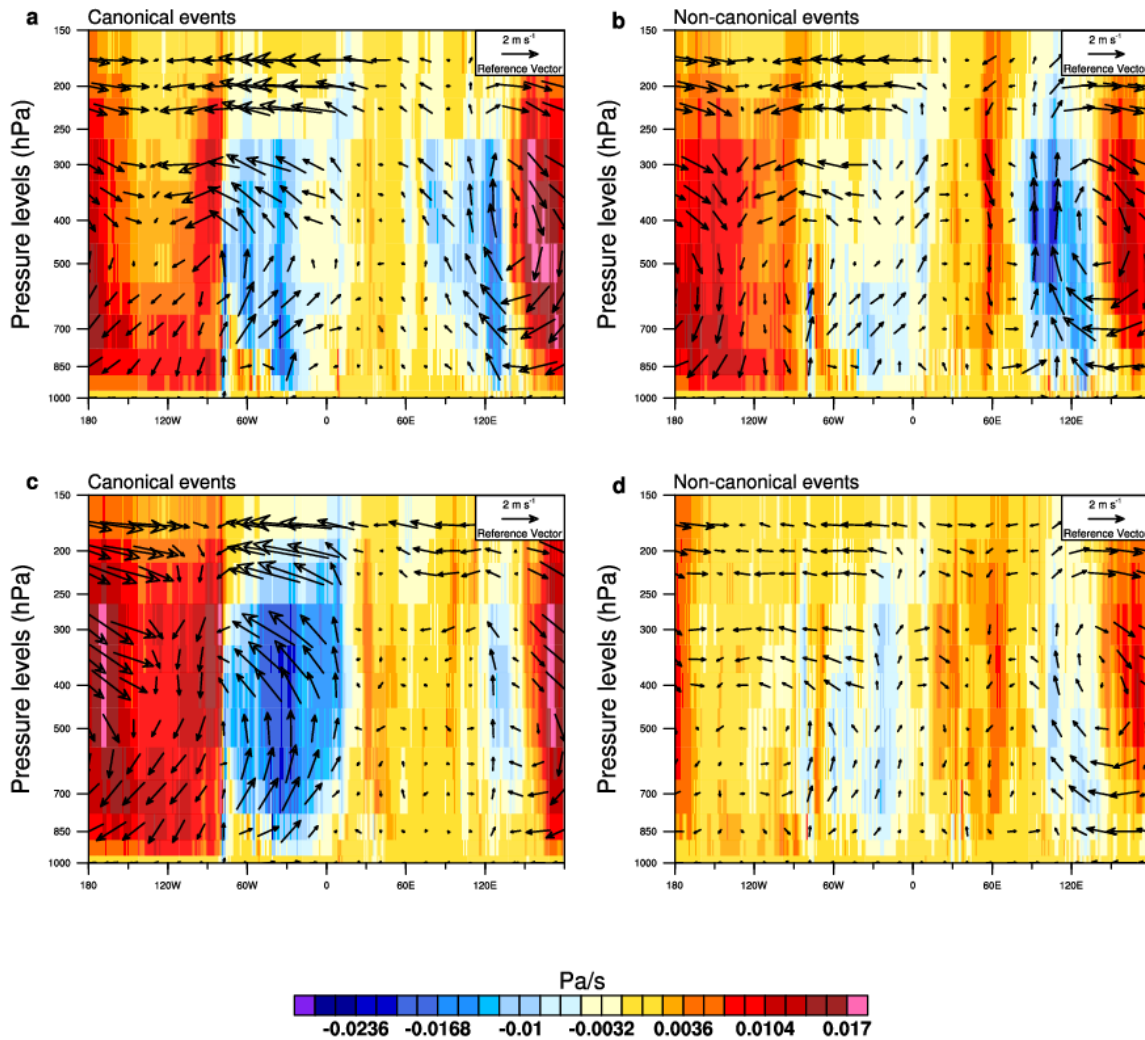 a Canonical events
2 m s⁻¹
Reference Vector
Pressure levels (hPa)
150
200
250
300
400
500
700
850
1000
180 120W 60W 0 60E 120E
b Non-canonical events
2 m s⁻¹
Reference Vector
Pressure levels (hPa)
150
200
250
300
400
500
700
850
1000
180 120W 60W 0 60E 120E
c Canonical events
2 m s⁻¹
Reference Vector
Pressure levels (hPa)
150
200
250
300
400
500
700
850
1000
180 120W 60W 0 60E 120E
d Non-canonical events
2 m s⁻¹
Reference Vector
Pressure levels (hPa)
150
200
250
300
400
500
700
850
1000
180 120W 60W 0 60E 120E
Pa/s
-0.0236 -0.0168 -0.01 -0.0032 0.0036 0.0104 0.017